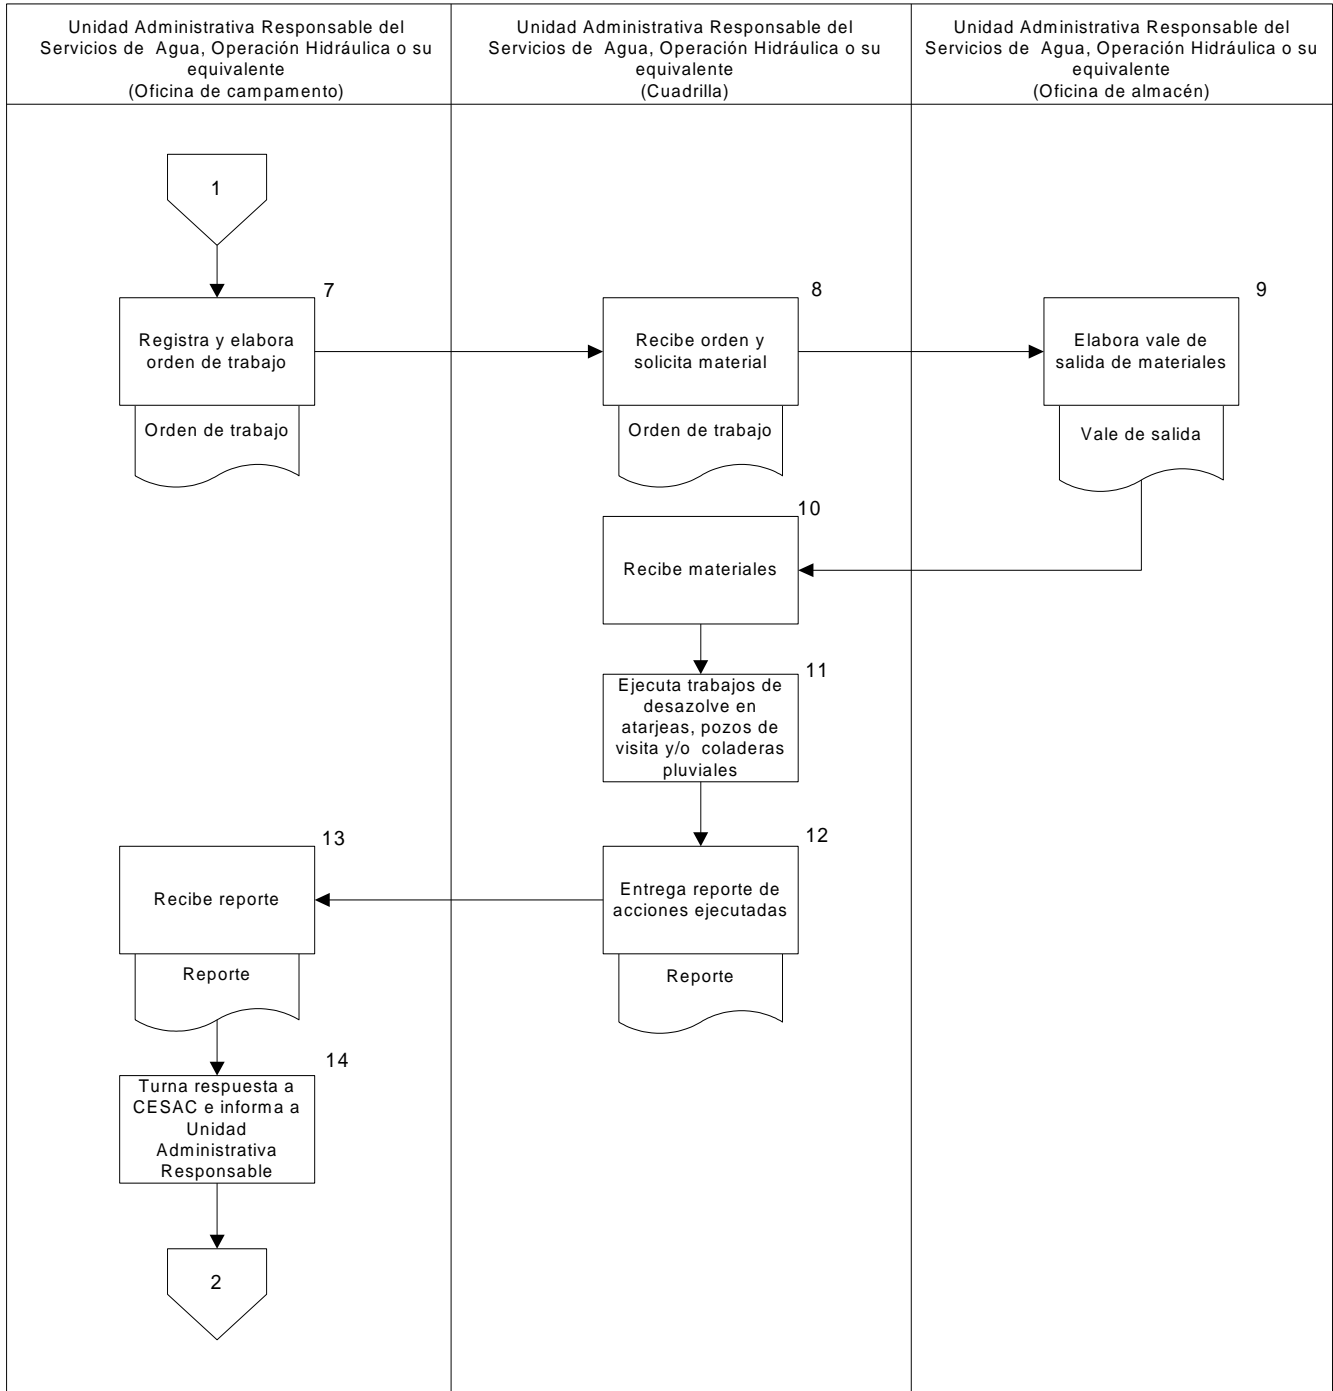 Unidad Administrativa Responsable del
Servicios de Agua, Operación Hidráulica o su
equivalente
(Oficina de campamento)
Unidad Administrativa Responsable del
Servicios de Agua, Operación Hidráulica o su
equivalente
(Cuadrilla)
Unidad Administrativa Responsable del
Servicios de Agua, Operación Hidráulica o su
equivalente
(Oficina de almacén)
1
7
Registra y elabora
orden de trabajo
Orden de trabajo
8
Recibe orden y
solicita material
Orden de trabajo
9
Elabora vale de
salida de materiales
Vale de salida
10
Recibe materiales
11
Ejecuta trabajos de
desazolve en
atarjeas, pozos de
visita y/o coladeras
pluviales
12
Entrega reporte de
acciones ejecutadas
Reporte
13
Recibe reporte
Reporte
14
Turna respuesta a
CESAC e informa a
Unidad
Administrativa
Responsable
2